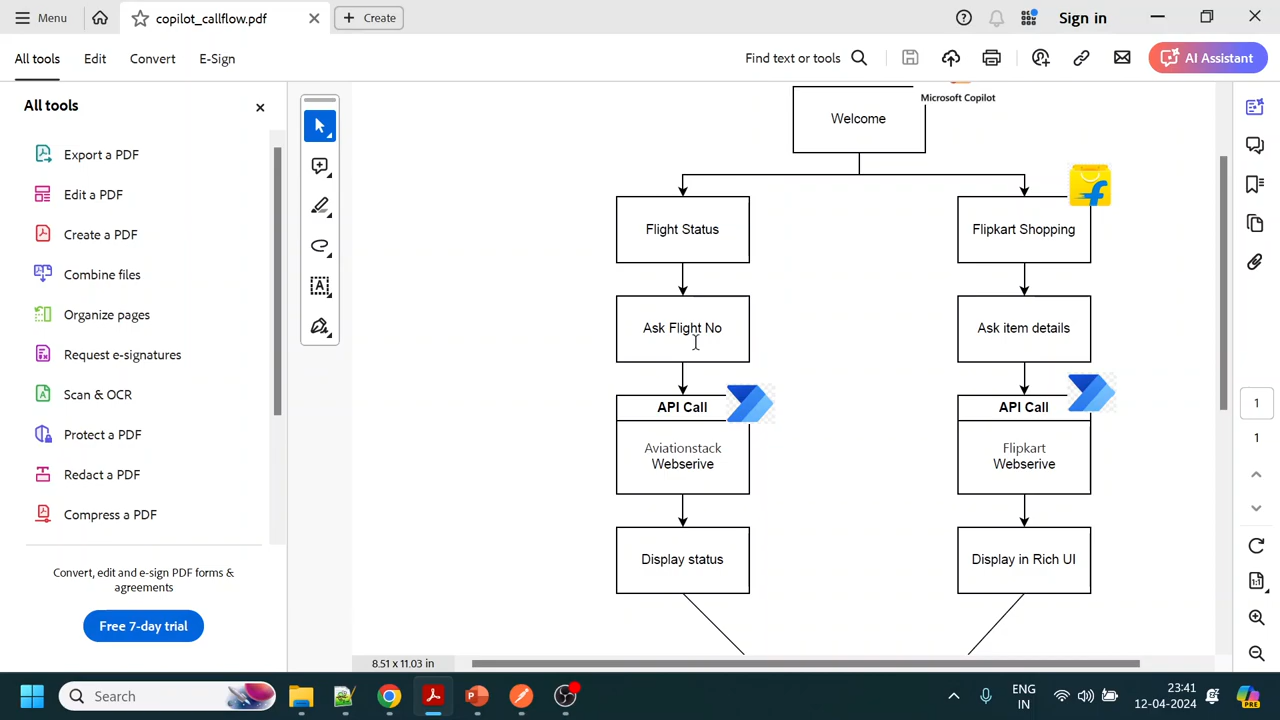 Menu
copilot_callflow.pdf
Create
Sign in
All tools
Edit
Convert
E-Sign
Find text or tools
AI Assistant
All tools
Export a PDF
Edit a PDF
Create a PDF
Combine files
Organize pages
Request e-signatures
Scan & OCR
Protect a PDF
Redact a PDF
Compress a PDF
Convert, edit and e-sign PDF forms &
agreements
Free 7-day trial
Microsoft Copilot
Welcome
Flight Status
Flipkart Shopping
Ask Flight No
Ask item details
API Call
Aviationstack
Webserive
API Call
Flipkart
Webserive
Display status
Display in Rich UI
1
1
8.51 x 11.03 in
Search
ENG
IN
23:41
12-04-2024
PRE